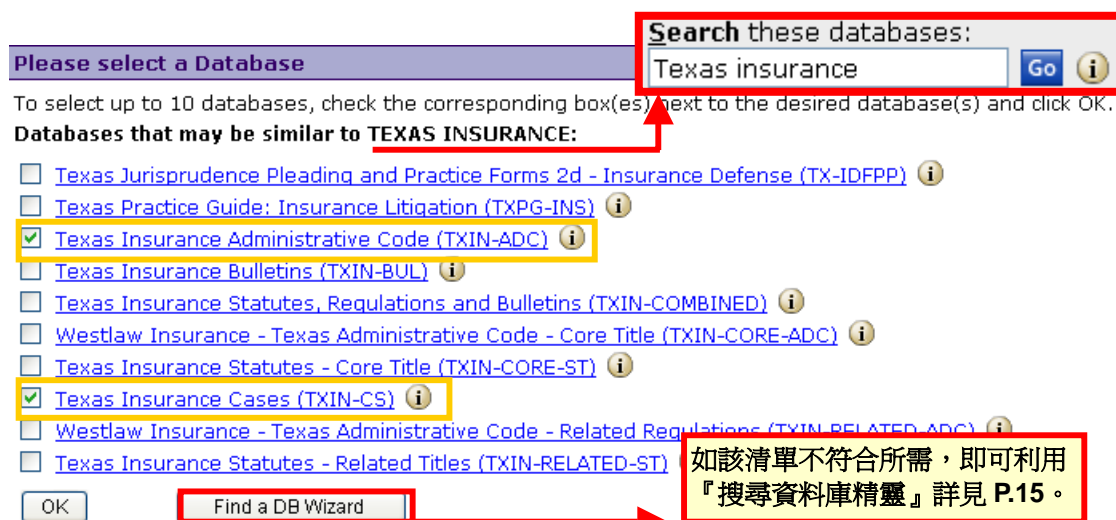 Search these databases:
Please select a Database
Texas insurance Go i
To select up to 10 databases, check the corresponding box(es) next to the desired database(s) and click OK.
Databases that may be similar to TEXAS INSURANCE:
Texas Jurisprudence Pleading and Practice Forms 2d - Insurance Defense (TX-IDFPP) i
Texas Practice Guide: Insurance Litigation (TXPG-INS) i
Texas Insurance Administrative Code (TXIN-ADC) i
Texas Insurance Bulletins (TXIN-BUL) i
Texas Insurance Statutes, Regulations and Bulletins (TXIN-COMBINED) i
Westlaw Insurance - Texas Administrative Code - Core Title (TXIN-CORE-ADC) i
Texas Insurance Statutes - Core Title (TXIN-CORE-ST) i
Texas Insurance Cases (TXIN-CS) i
Westlaw Insurance - Texas Administrative Code - Related Regulations (TXIN-RELATED-ADC) i
Texas Insurance Statutes - Related Titles (TXIN-RELATED-ST)
如該清單不符合所需，即可利用
『搜尋資料庫精靈』詳見 P.15。
OK Find a DB Wizard